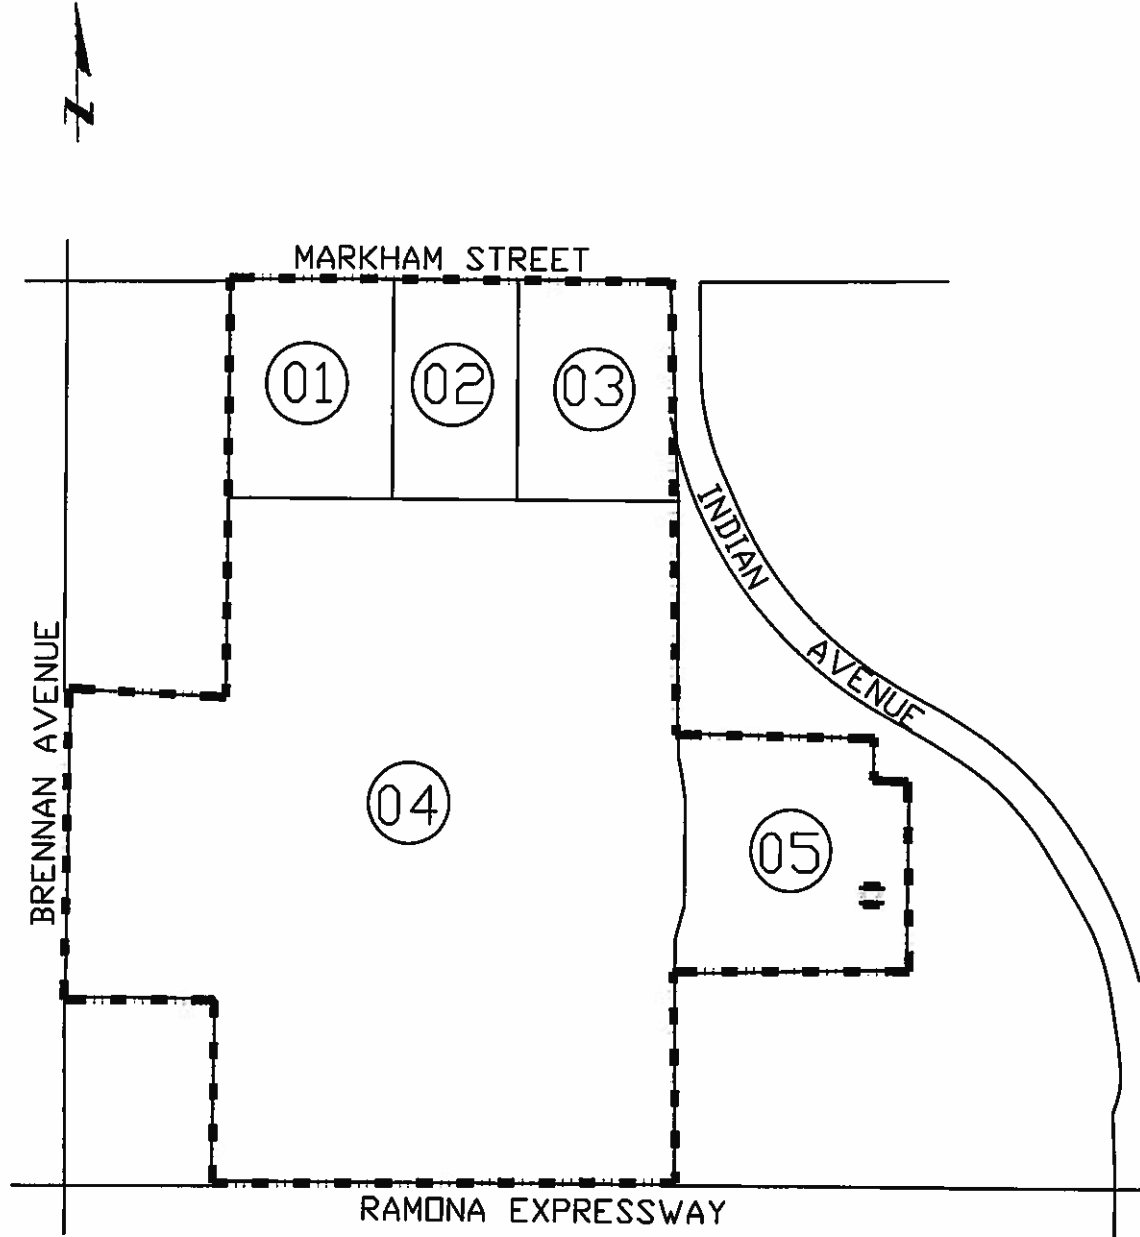 N
MARKHAM STREET
01
02
03
INDIAN AVENUE
BRENNAN AVENUE
04
05
RAMONA EXPRESSWAY